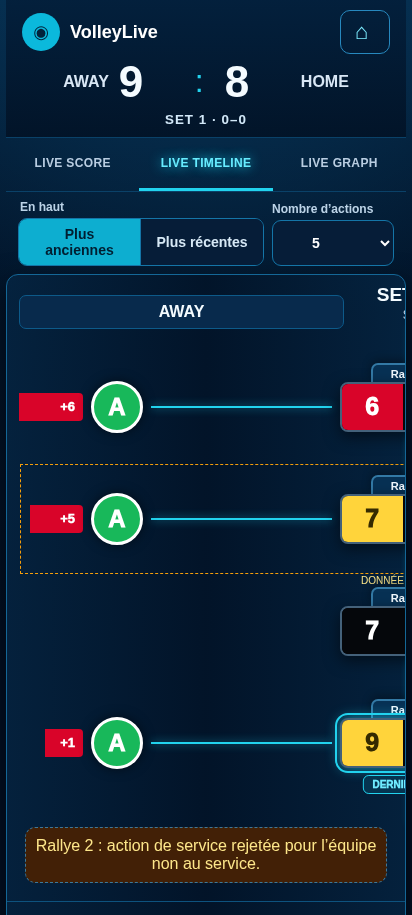 VolleyLive
AWAY 9 : 8 HOME
SET 1 · 0–0
LIVE SCORE LIVE TIMELINE LIVE GRAPH
En haut
Plus
anciennes
Plus récentes
Nombre d’actions
5
AWAY
+6 A 6
+5 A 7
7
+1 A 9
Rallye 2 : action de service rejetée pour l’équipe
non au service.